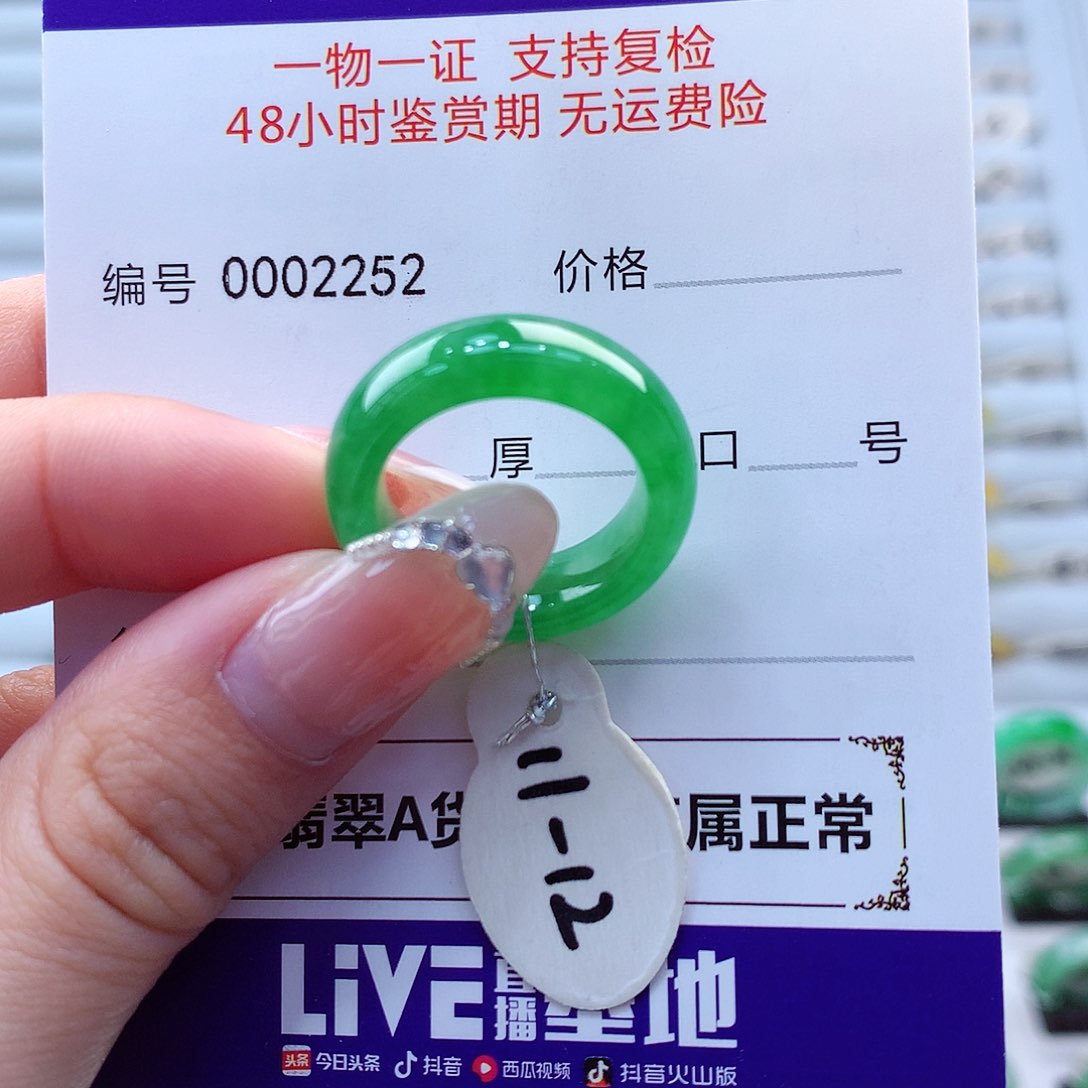 一物一证 支持复检
48小时鉴赏期 无运费险
编号 0002252 价格
厚 口 号
翡翠A货 属正常
LiVE直播基地
今日头条 抖音 西瓜视频 抖音火山版